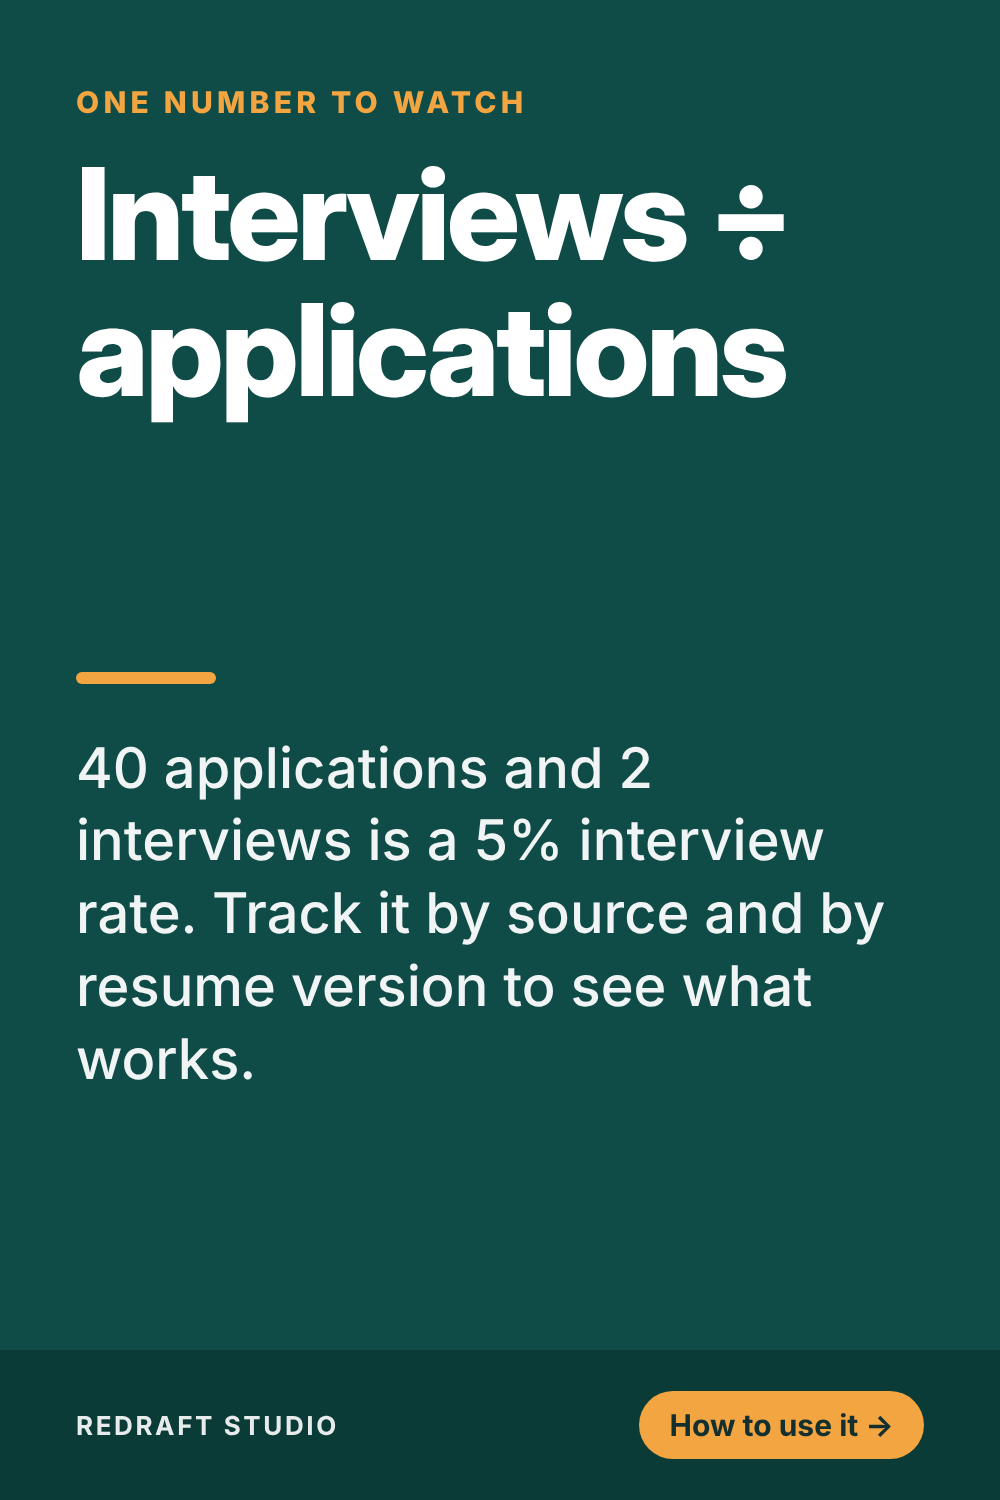 ONE NUMBER TO WATCH
Interviews ÷
applications
40 applications and 2
interviews is a 5% interview
rate. Track it by source and by
resume version to see what
works.
REDRAFT STUDIO
How to use it →